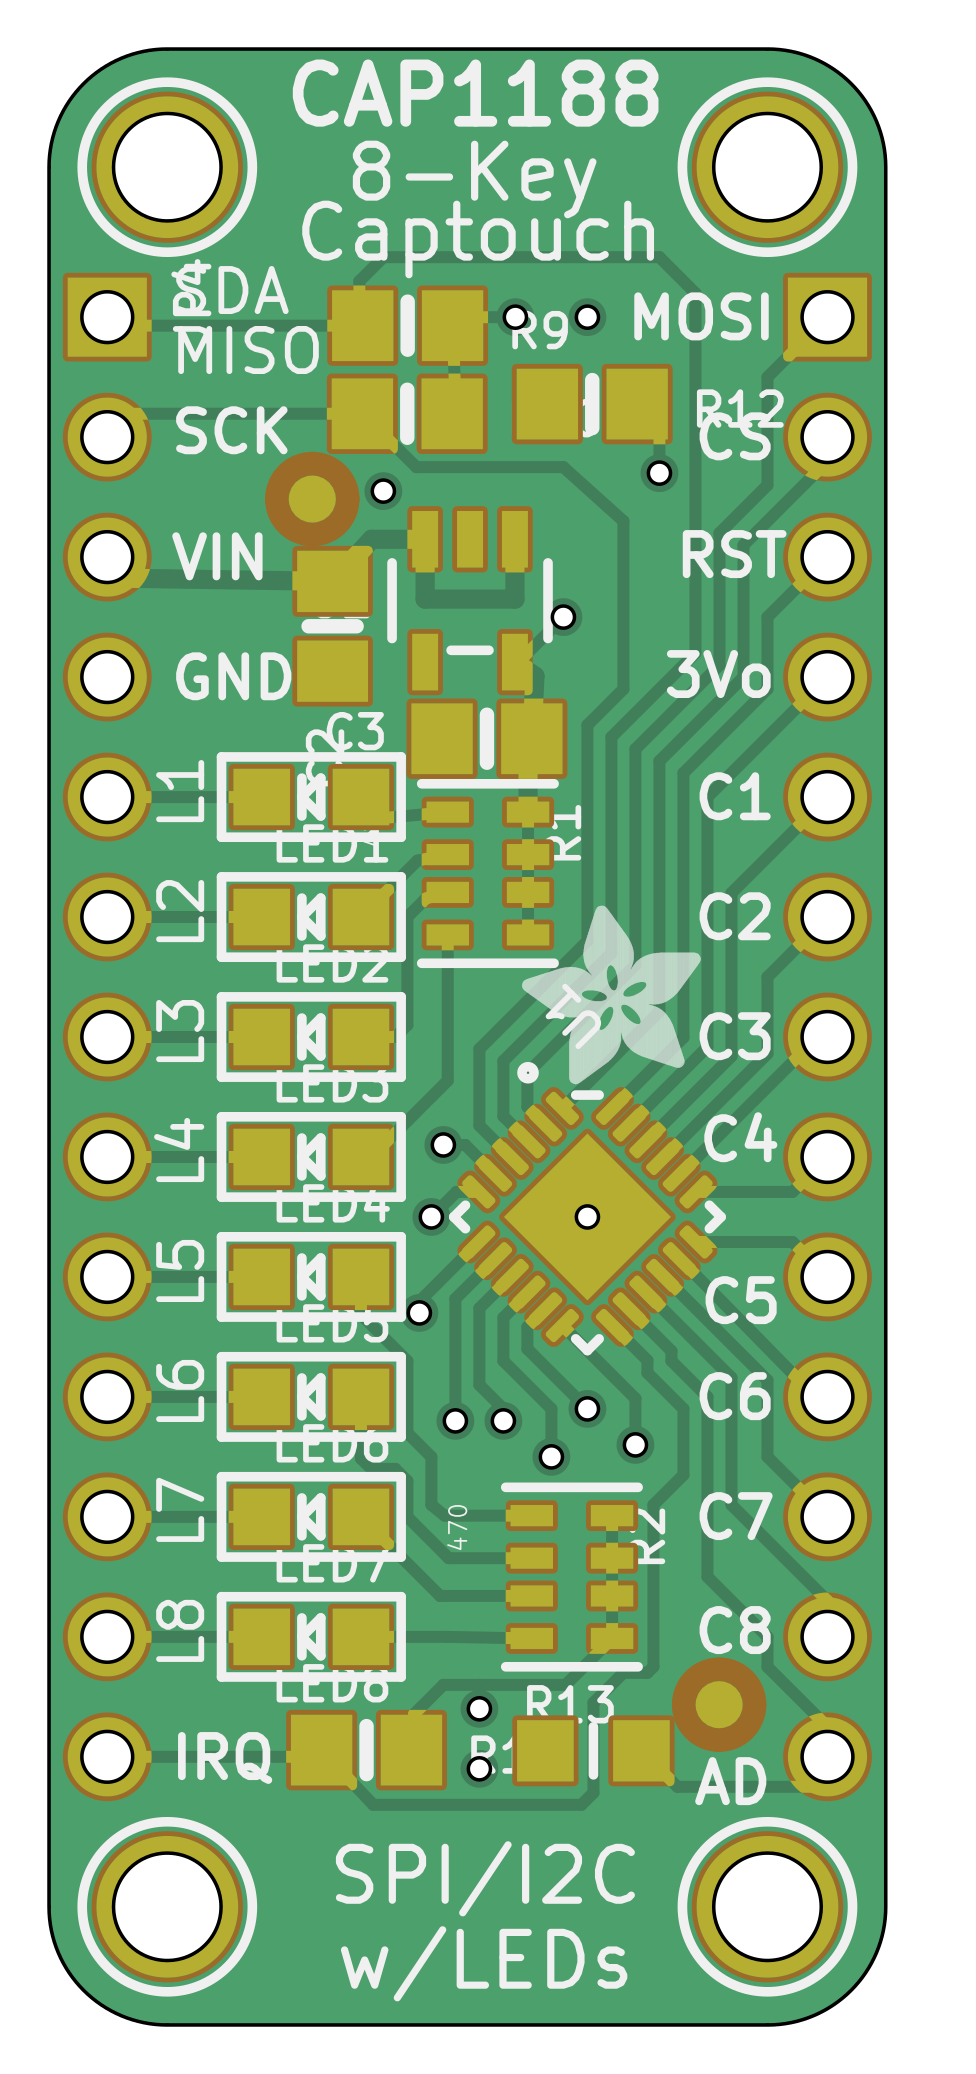 CAP1188
8-Key
Captouch
SDA
MISO
MOSI
R9
SCK
R12
CS
VIN
RST
GND
3Vo
C3
L1
LED1
R1
C1
L2
LED2
C2
L3
LED3
C3
L4
LED4
C4
L5
LED5
C5
L6
LED6
C6
L7
LED7
470
R2
C7
L8
LED8
C8
R13
IRQ
AD
SPI/I2C
w/LEDs